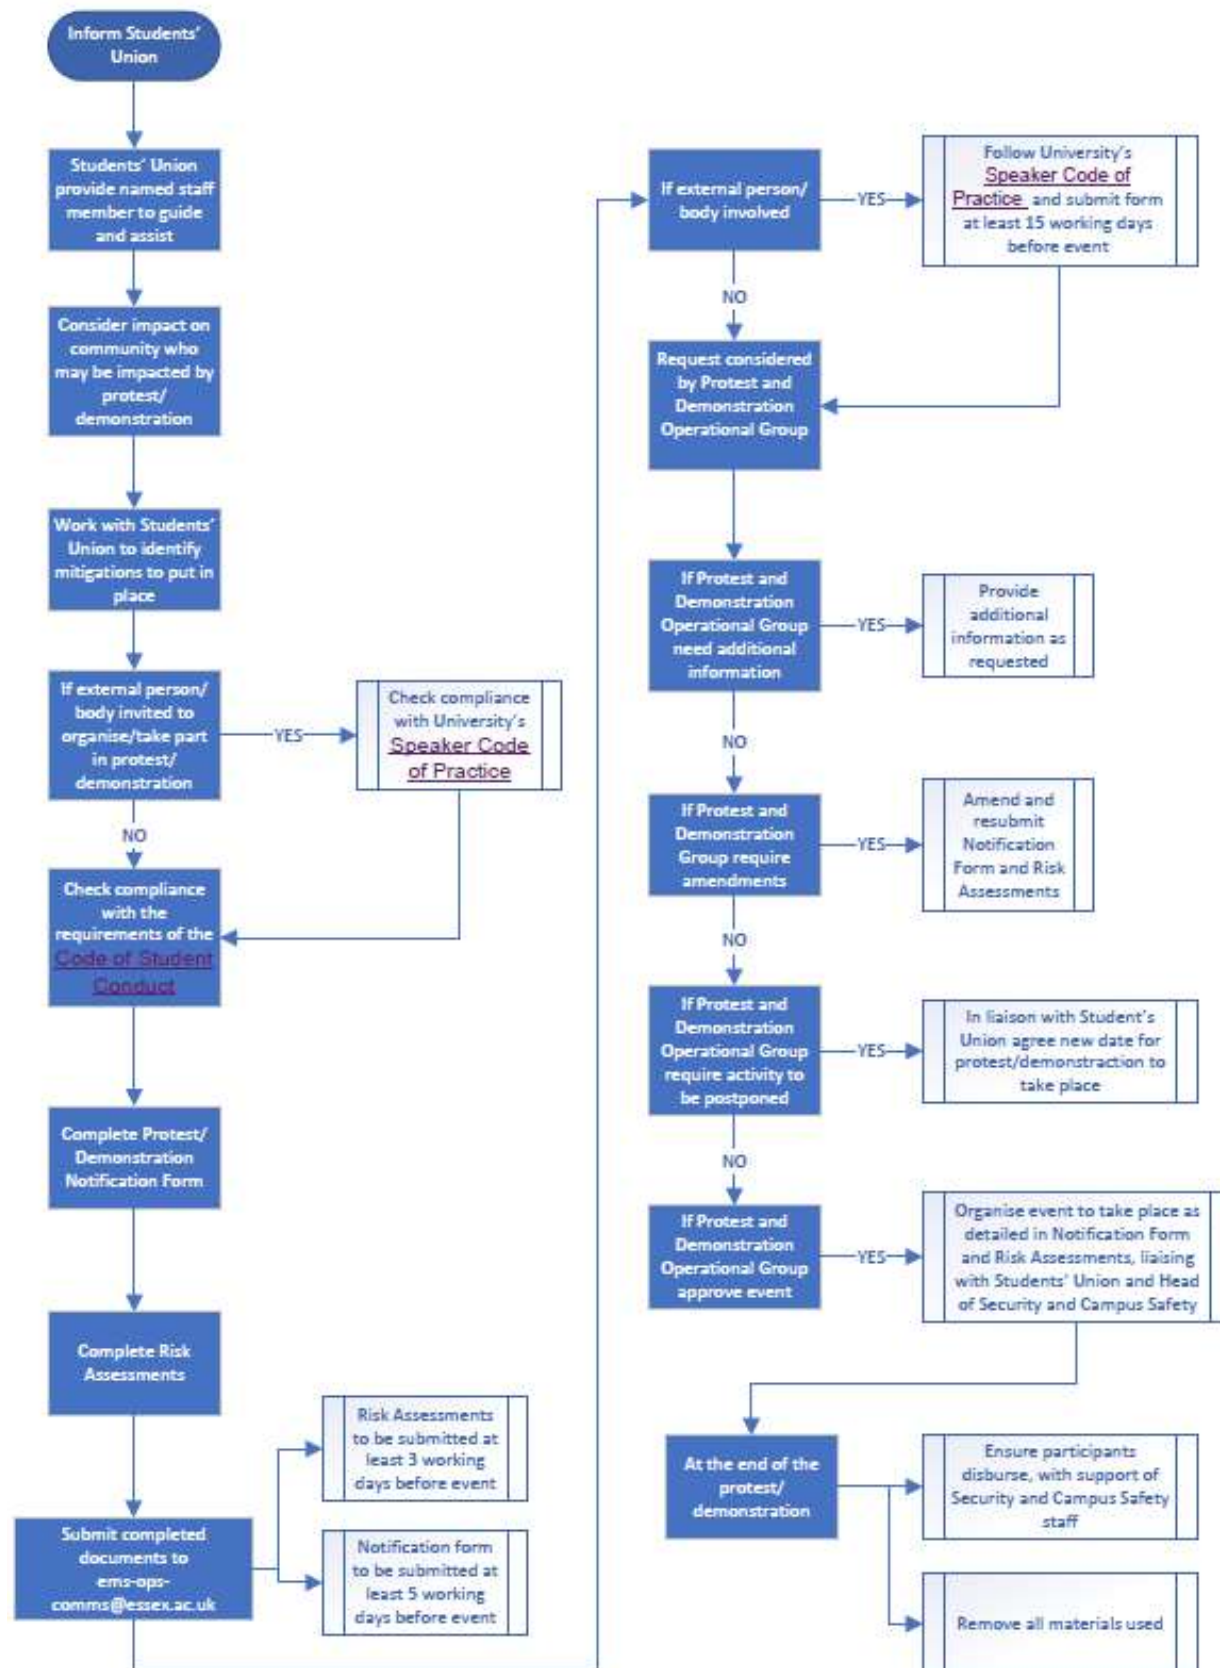 Inform Students'
Union
Students' Union
provide named staff
member to guide
and assist
Consider impact on
community who
may be impacted by
protest/
demonstration
Work with Students'
Union to identify
mitigations to put in
place
If external person/
body invited to
organise/take part
in protest/
demonstration
YES
Check compliance
with University's
Speaker Code
of Practice
NO
Check compliance
with the
requirements of the
Code of Student
Conduct
Complete Protest/
Demonstration
Notification Form
Complete Risk
Assessments
Submit completed
documents to
ems-ops-
comms@essex.ac.uk
Risk Assessments
to be submitted at
least 3 working
days before event
Notification form
to be submitted at
least 5 working
days before event
If external person/
body involved
YES
Follow University's
Speaker Code of
Practice and submit form
at least 15 working days
before event
NO
Request considered
by Protest and
Demonstration
Operational Group
If Protest and
Demonstration
Operational Group
need additional
information
YES
Provide
additional
information as
requested
NO
If Protest and
Demonstration
Group require
amendments
YES
Amend and
resubmit
Notification
Form and Risk
Assessments
NO
If Protest and
Demonstration
Operational Group
require activity to
be postponed
YES
In liaison with Student's
Union agree new date for
protest/demonstraction to
take place
NO
If Protest and
Demonstration
Operational Group
approve event
YES
Organise event to take place as
detailed in Notification Form
and Risk Assessments, liaising
with Students' Union and Head
of Security and Campus Safety
At the end of the
protest/
demonstration
Ensure participants
disburse, with support of
Security and Campus Safety
staff
Remove all materials used